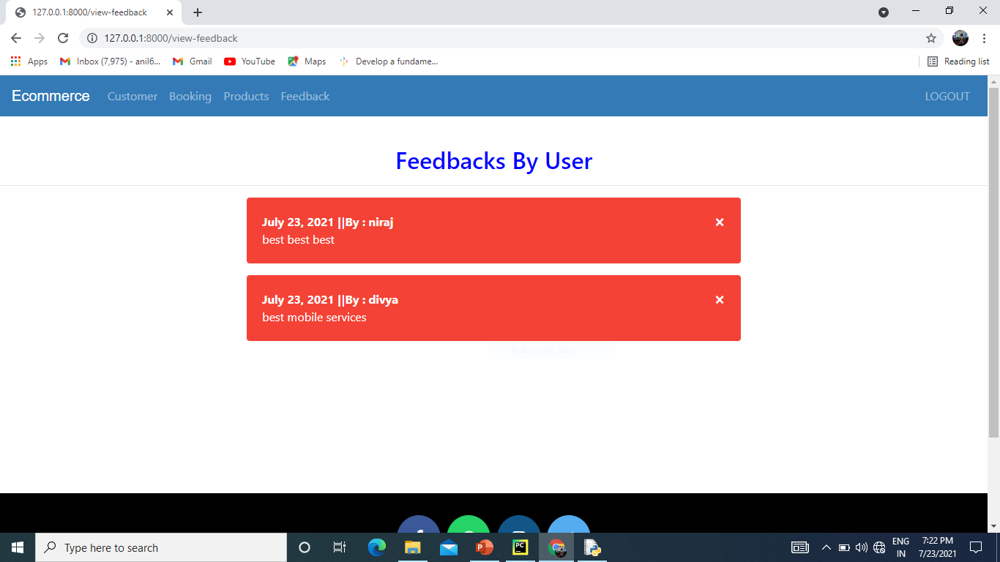 127.0.0.1:8000/view-feedback
127.0.0.1:8000/view-feedback
Apps Inbox (7,975) - anil6... Gmail YouTube Maps Develop a fundame... Reading list
Ecommerce Customer Booking Products Feedback LOGOUT
Feedbacks By User
July 23, 2021 ||By : niraj ×
best best best
July 23, 2021 ||By : divya ×
best mobile services
Type here to search
ENG 7:22 PM
IN 7/23/2021